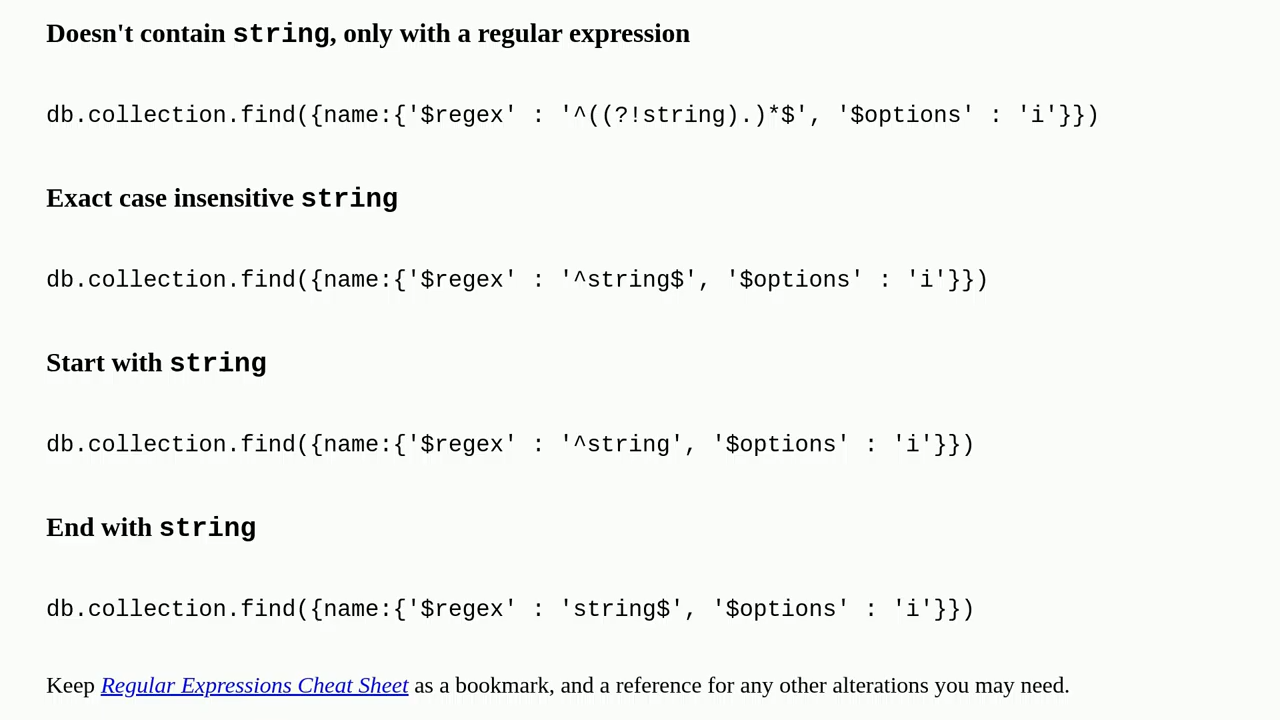 Doesn't contain string, only with a regular expression
db.collection.find({name:{'$regex' : '^((?!string).)*$', '$options' : 'i'}})
Exact case insensitive string
db.collection.find({name:{'$regex' : '^string$', '$options' : 'i'}})
Start with string
db.collection.find({name:{'$regex' : '^string', '$options' : 'i'}})
End with string
db.collection.find({name:{'$regex' : 'string$', '$options' : 'i'}})
Keep Regular Expressions Cheat Sheet as a bookmark, and a reference for any other alterations you may need.